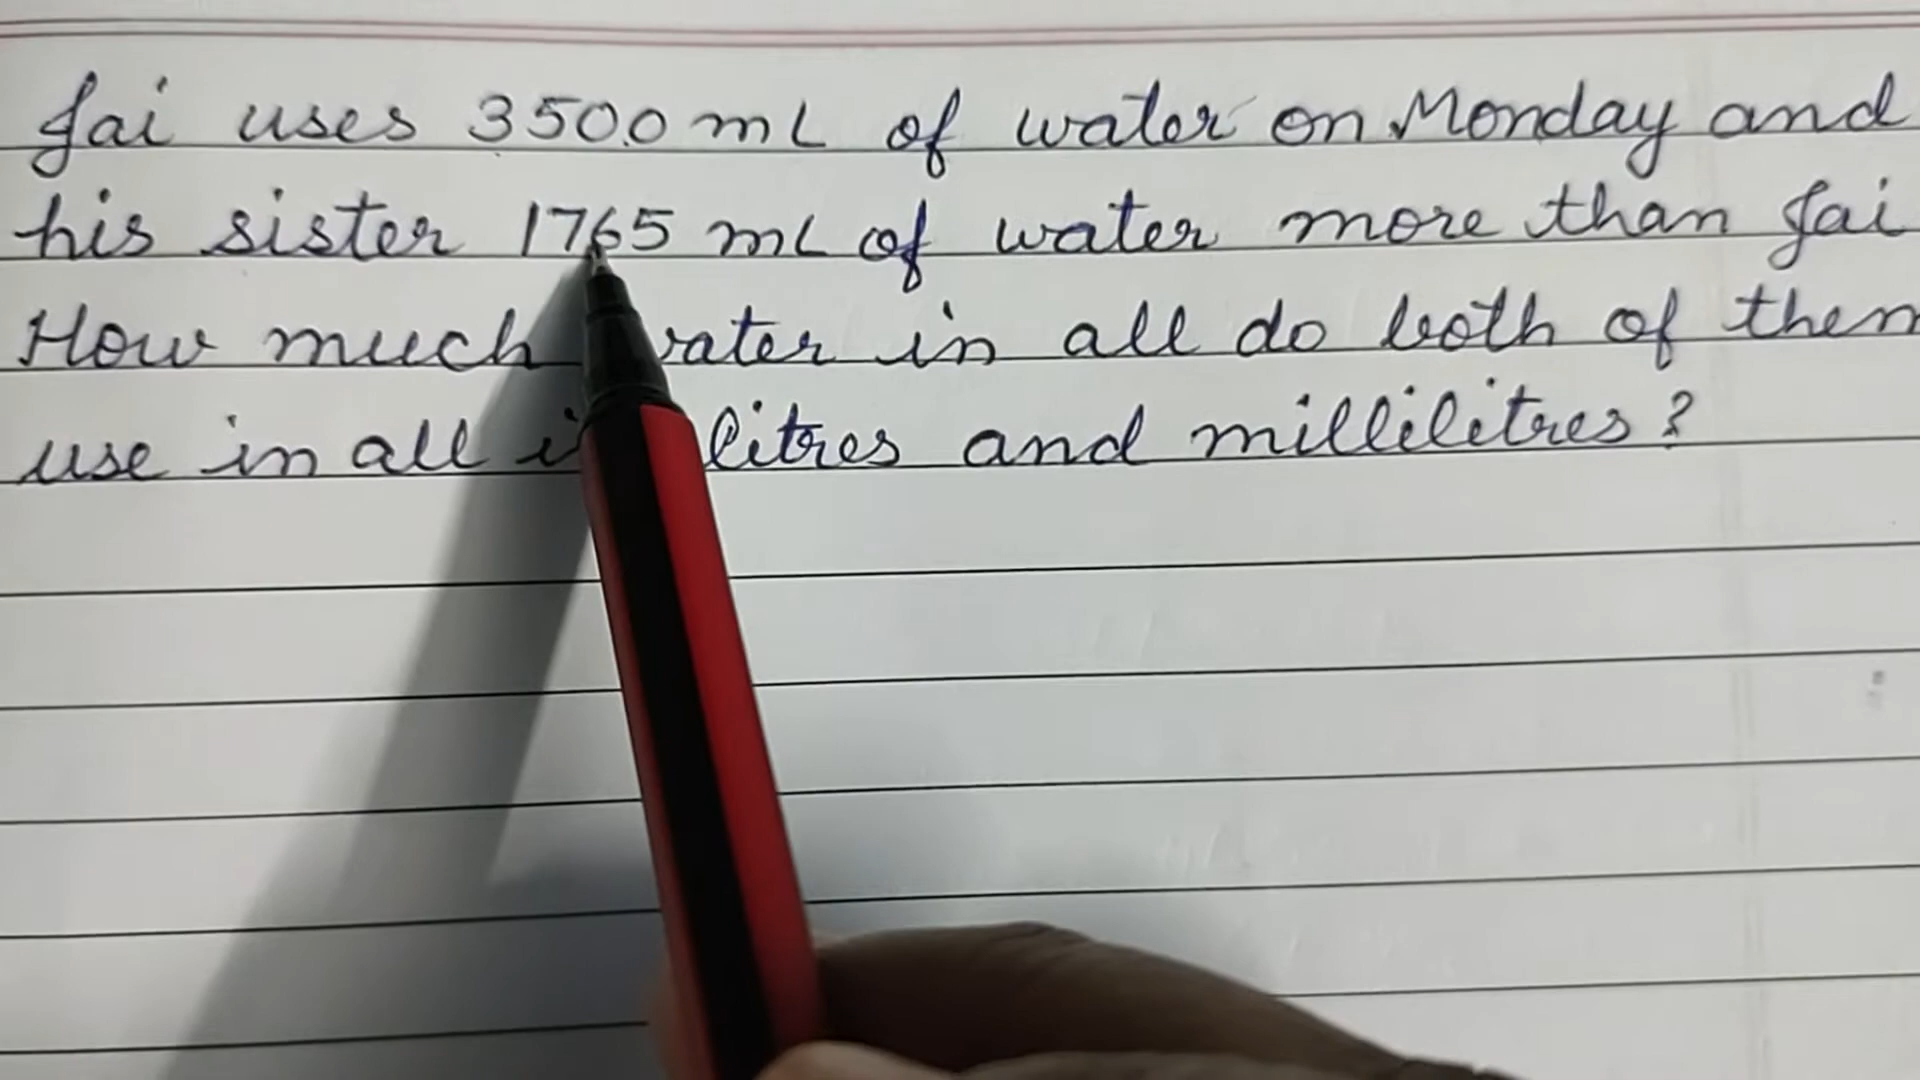 Jai uses 3500 mL of water on Monday and
his sister 1765 mL of water more than Jai
How much water in all do both of them
use in all in litres and millilitres?